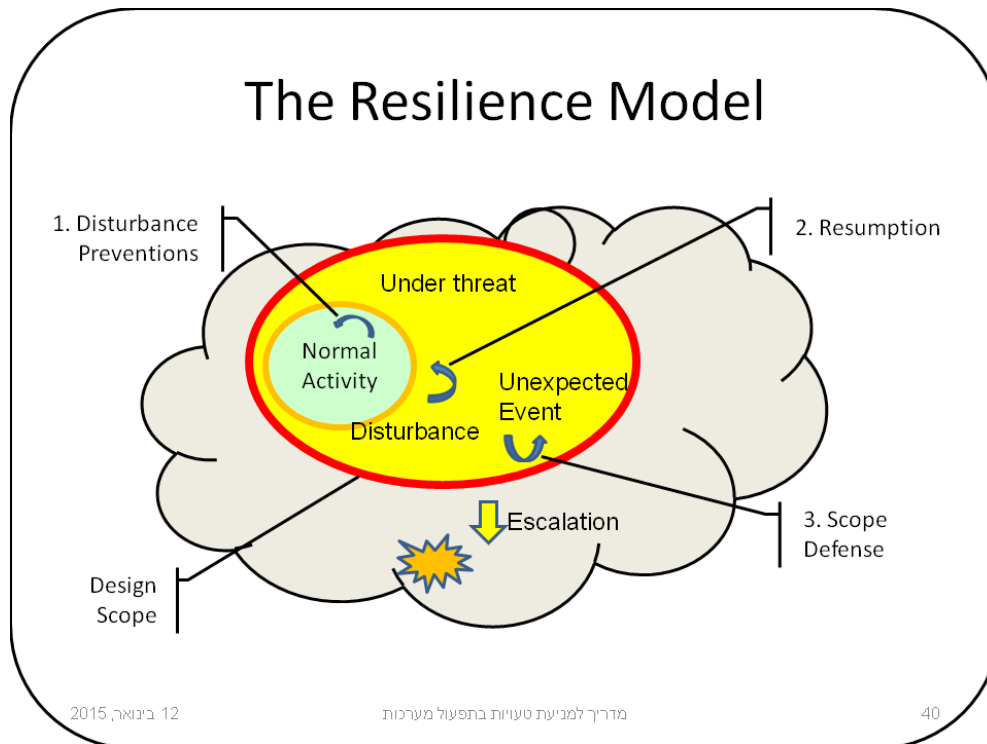 The Resilience Model
1. Disturbance
Preventions
2. Resumption
Under threat
Normal
Activity
Unexpected
Event
Disturbance
Escalation
3. Scope
Defense
Design
Scope
12 בינואר, 2015
מדריך למניעת טעויות בתפעול מערכות
40